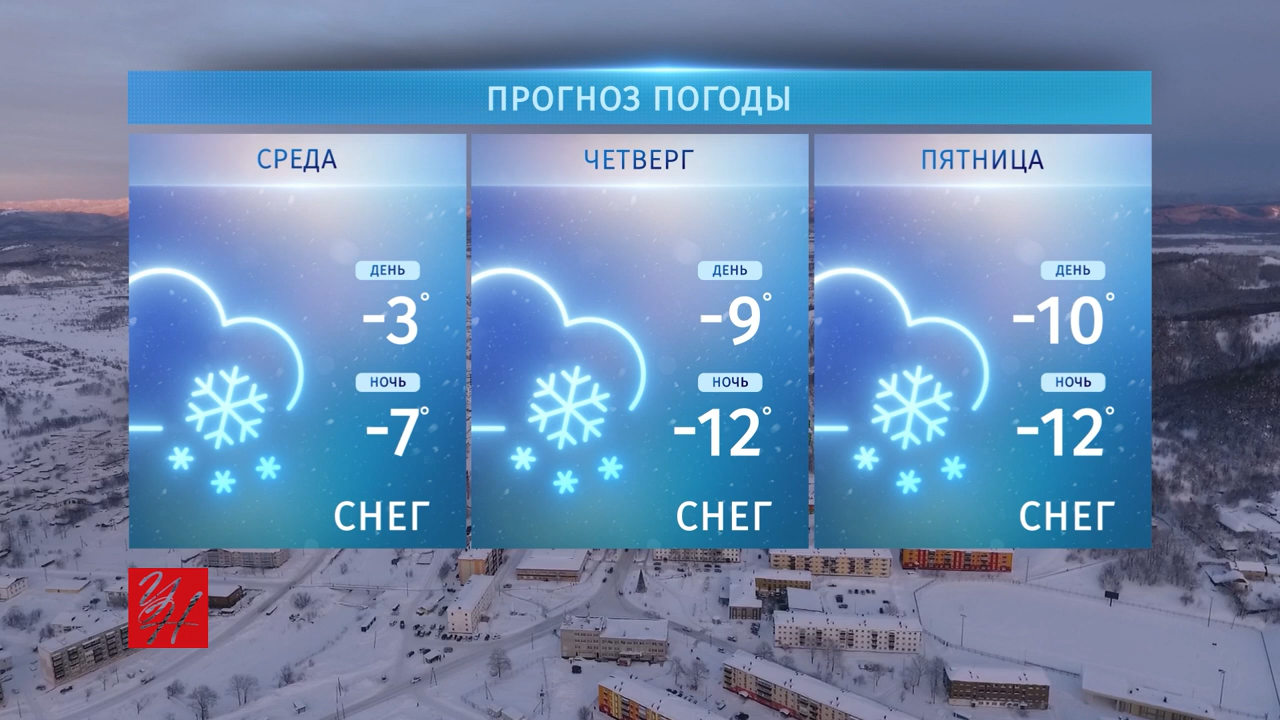 ПРОГНОЗ ПОГОДЫ
СРЕДА
ДЕНЬ
-3°
НОЧЬ
-7°
СНЕГ
ЧЕТВЕРГ
ДЕНЬ
-9°
НОЧЬ
-12°
СНЕГ
ПЯТНИЦА
ДЕНЬ
-10°
НОЧЬ
-12°
СНЕГ
УН